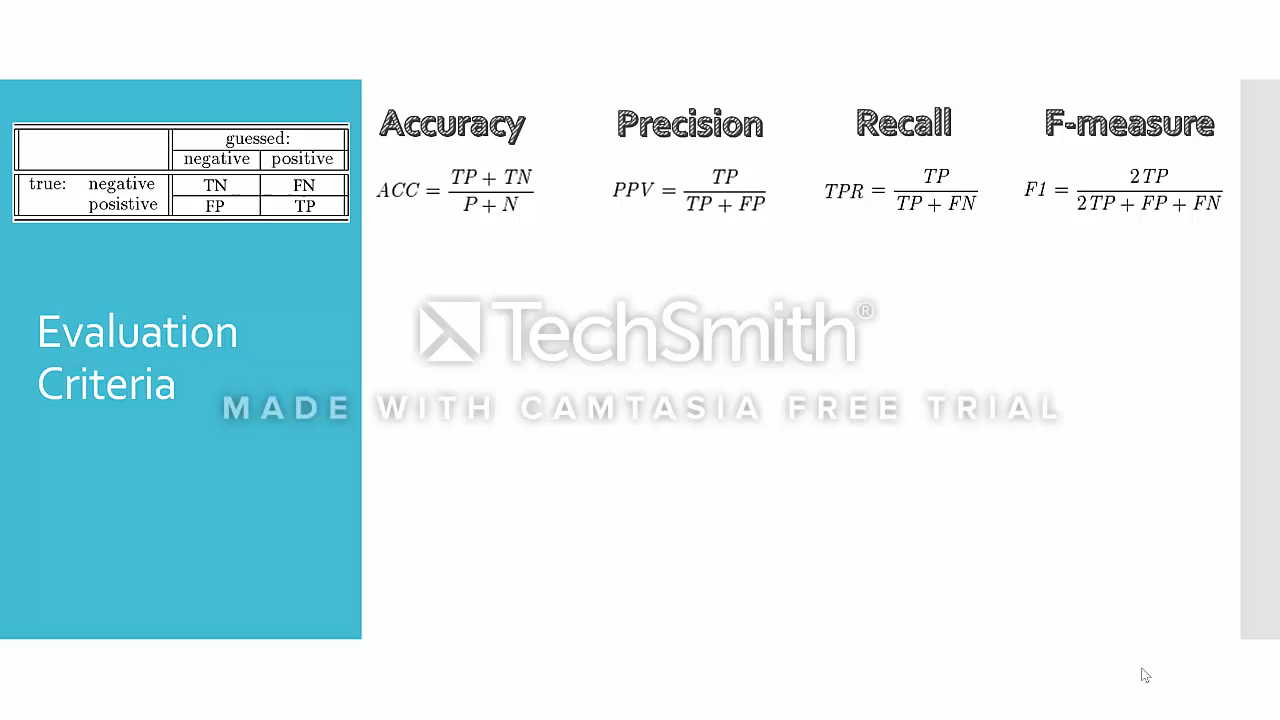 guessed:
negative positive
true: negative TN FN
posistive FP TP
Evaluation
Criteria
Accuracy
ACC = TP + TN / P + N
Precision
PPV = TP / TP + FP
Recall
TPR = TP / TP + FN
F-measure
F1 = 2TP / 2TP + FP + FN
TechSmith®
MADE WITH CAMTASIA FREE TRIAL